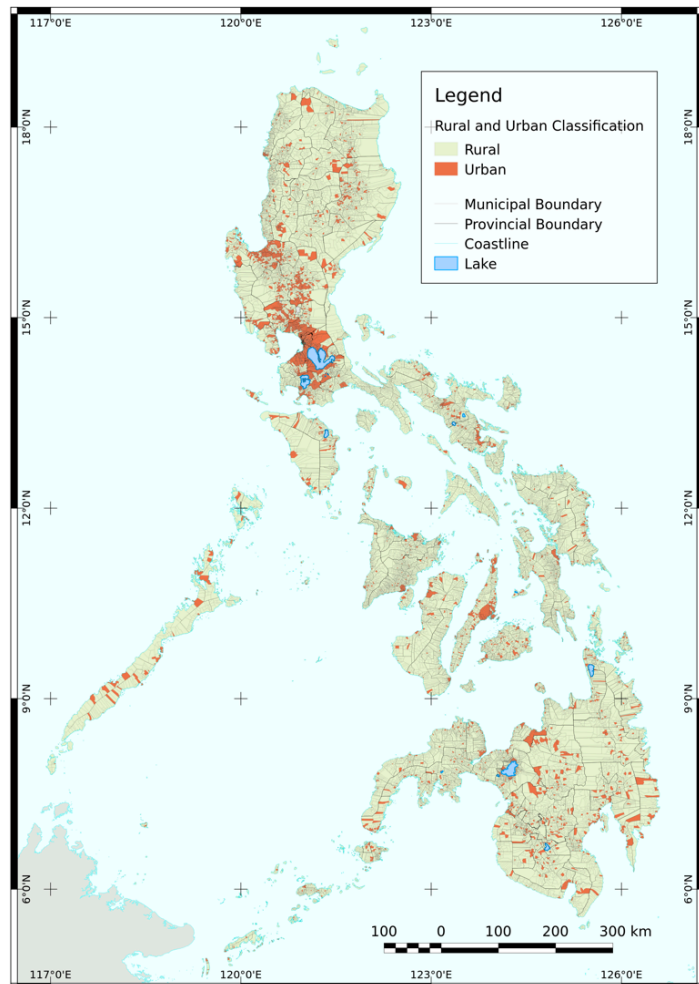 117°0'E 120°0'E 123°0'E 126°0'E
Legend
Rural and Urban Classification
Rural
Urban
Municipal Boundary
Provincial Boundary
Coastline
Lake
18°0'N 18°0'N
15°0'N 15°0'N
12°0'N 12°0'N
9°0'N 9°0'N
6°0'N 6°0'N
100 0 100 200 300 km
117°0'E 120°0'E 123°0'E 126°0'E